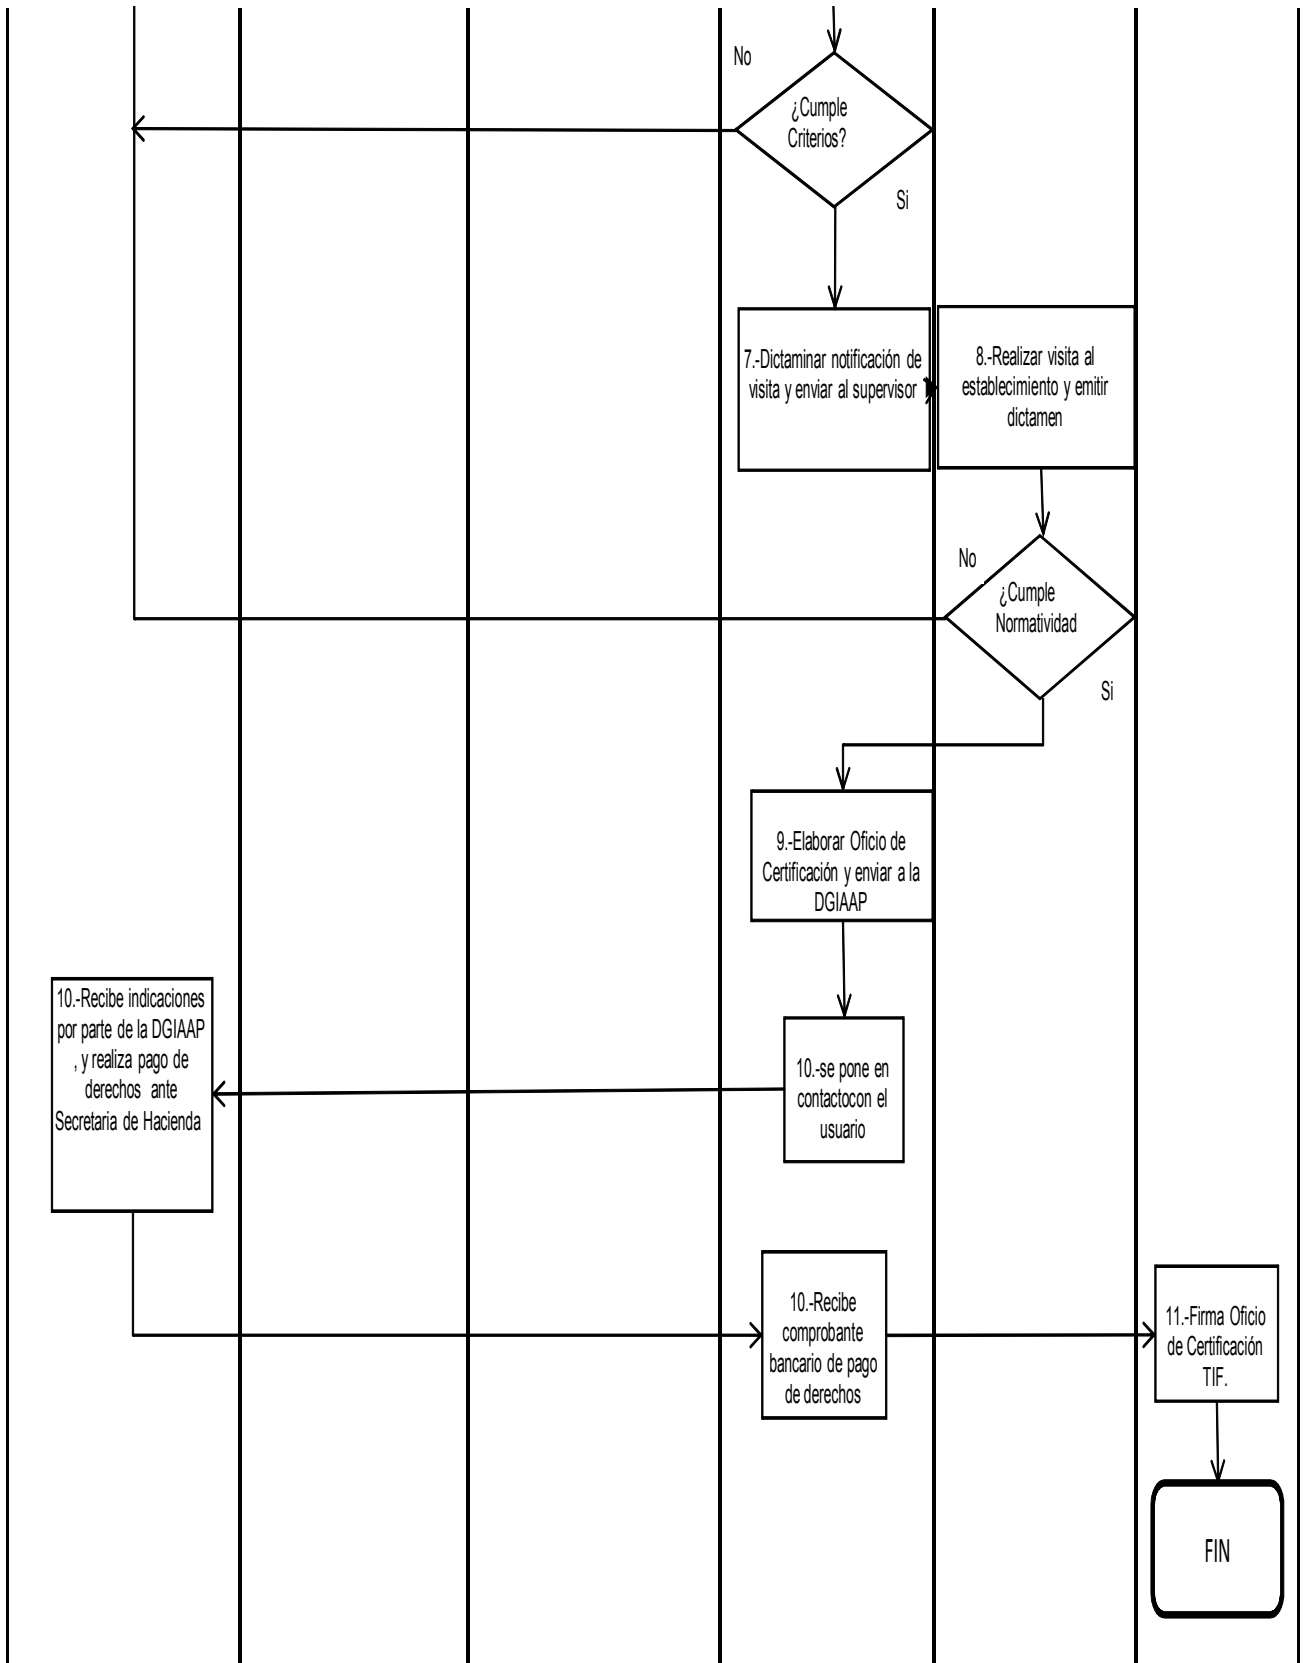 No
¿Cumple
Criterios?
Si
7.-Dictaminar notificación de
visita y enviar al supervisor
8.-Realizar visita al
establecimiento y emitir
dictamen
No
¿Cumple
Normatividad
Si
9.-Elaborar Oficio de
Certificación y enviar a la
DGIAAP
10.-Recibe indicaciones
por parte de la DGIAAP
, y realiza pago de
derechos ante
Secretaria de Hacienda
10.-se pone en
contactocon el
usuario
10.-Recibe
comprobante
bancario de pago
de derechos
11.-Firma Oficio
de Certificación
TIF.
FIN